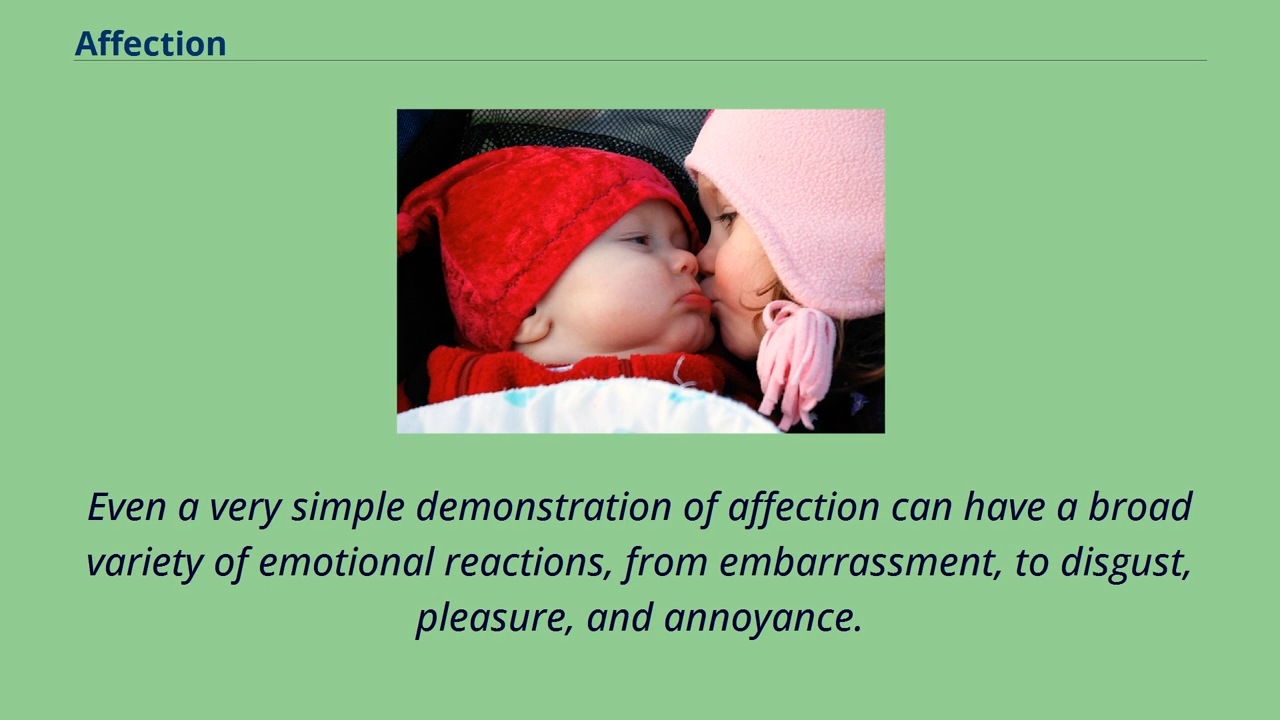 Affection
Even a very simple demonstration of affection can have a broad
variety of emotional reactions, from embarrassment, to disgust,
pleasure, and annoyance.